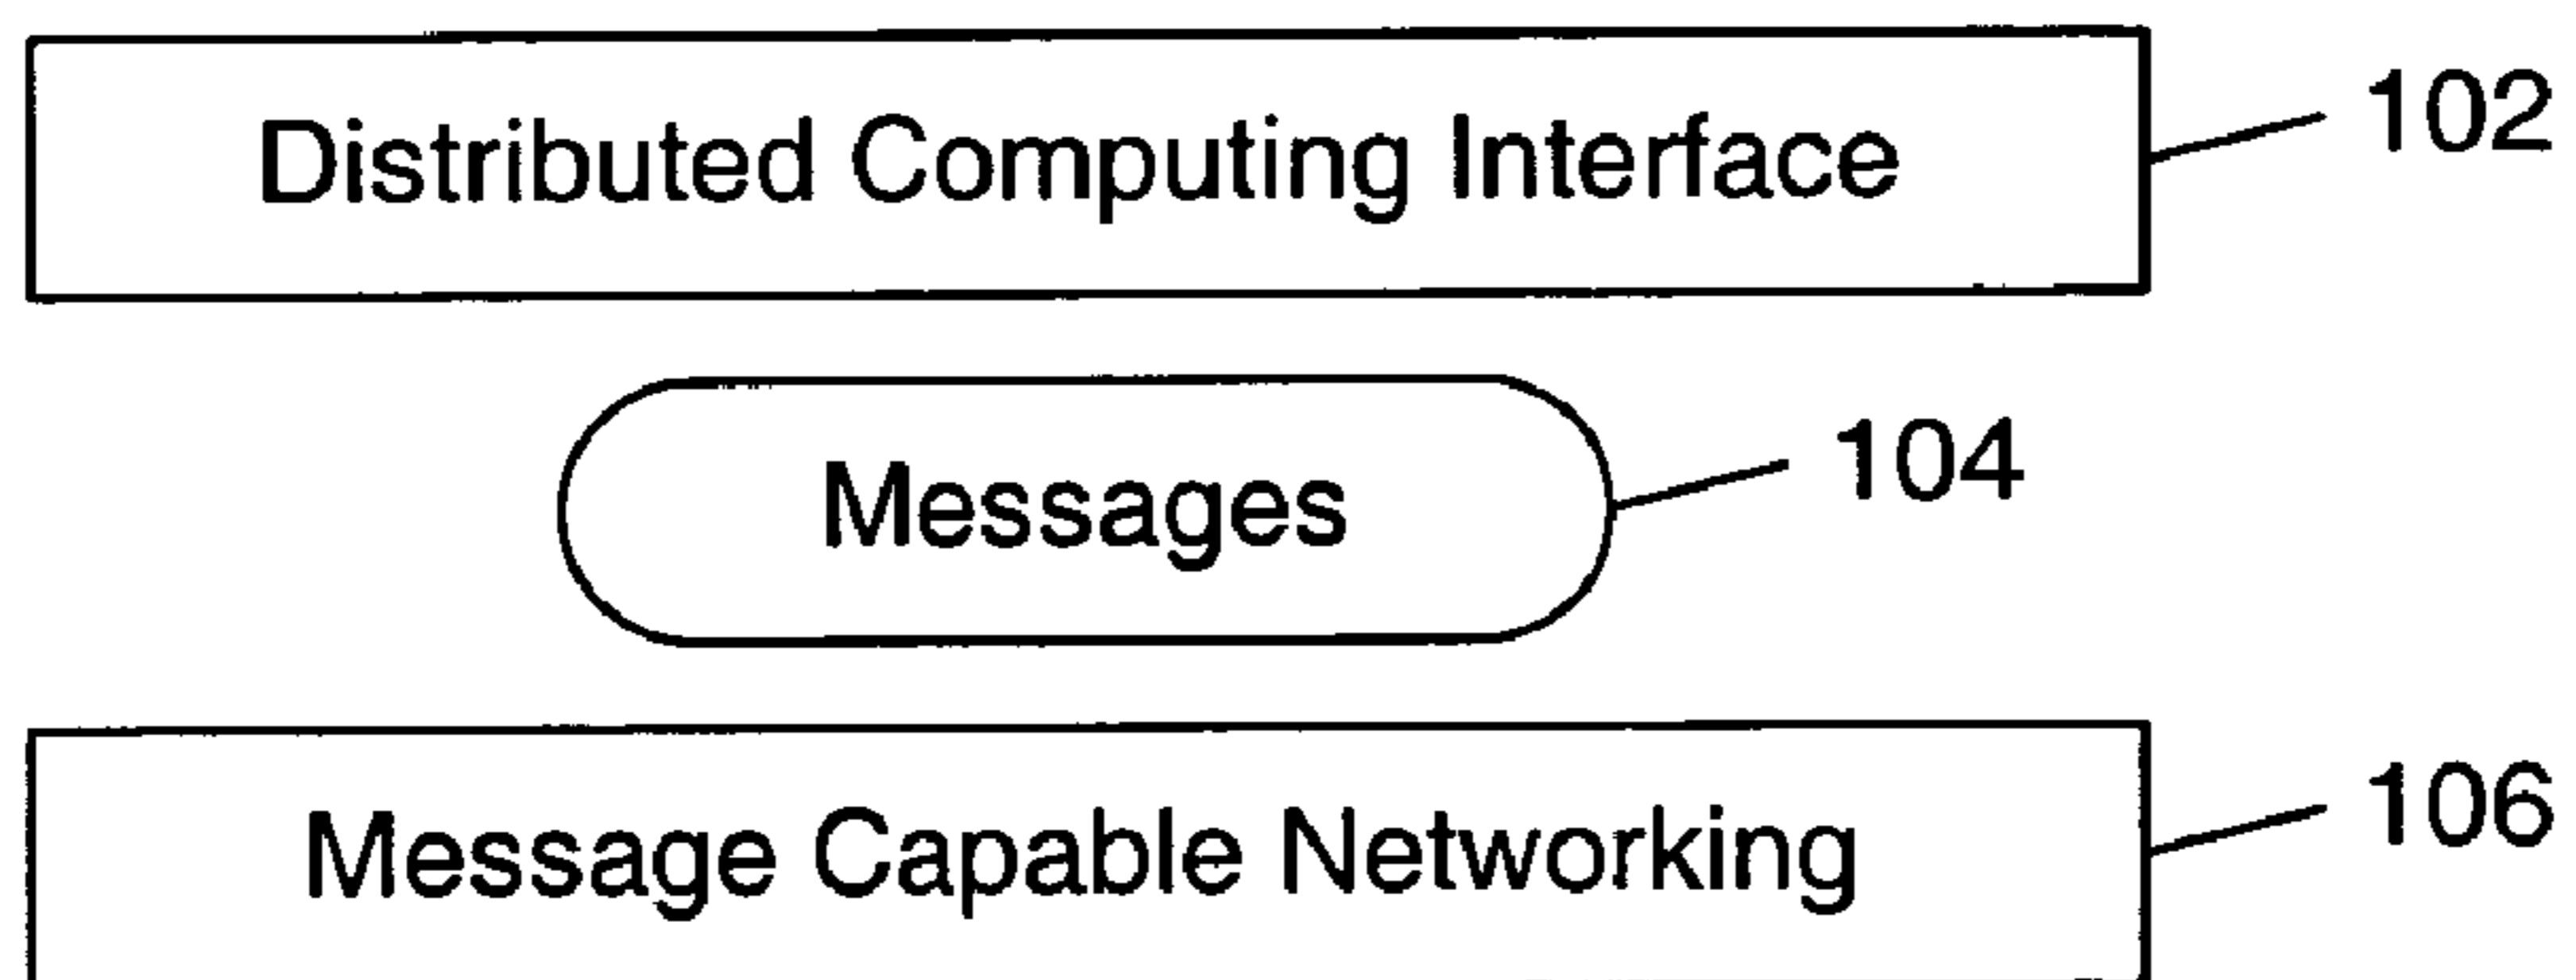 Distributed Computing Interface 102
Messages 104
Message Capable Networking 106